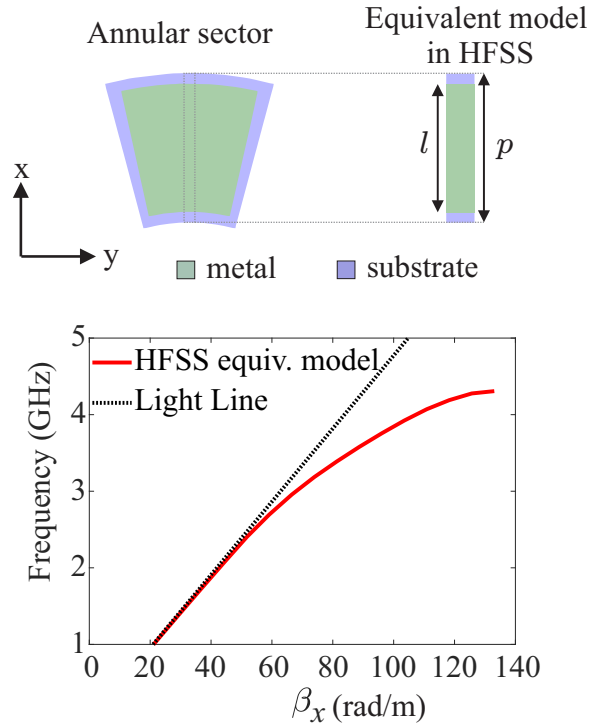 Annular sector
Equivalent model
in HFSS
x
y
l
p
metal
substrate
HFSS equiv. model
Light Line
Frequency (GHz)
5
4
3
2
1
0
20
40
60
80
100
120
140
βx (rad/m)